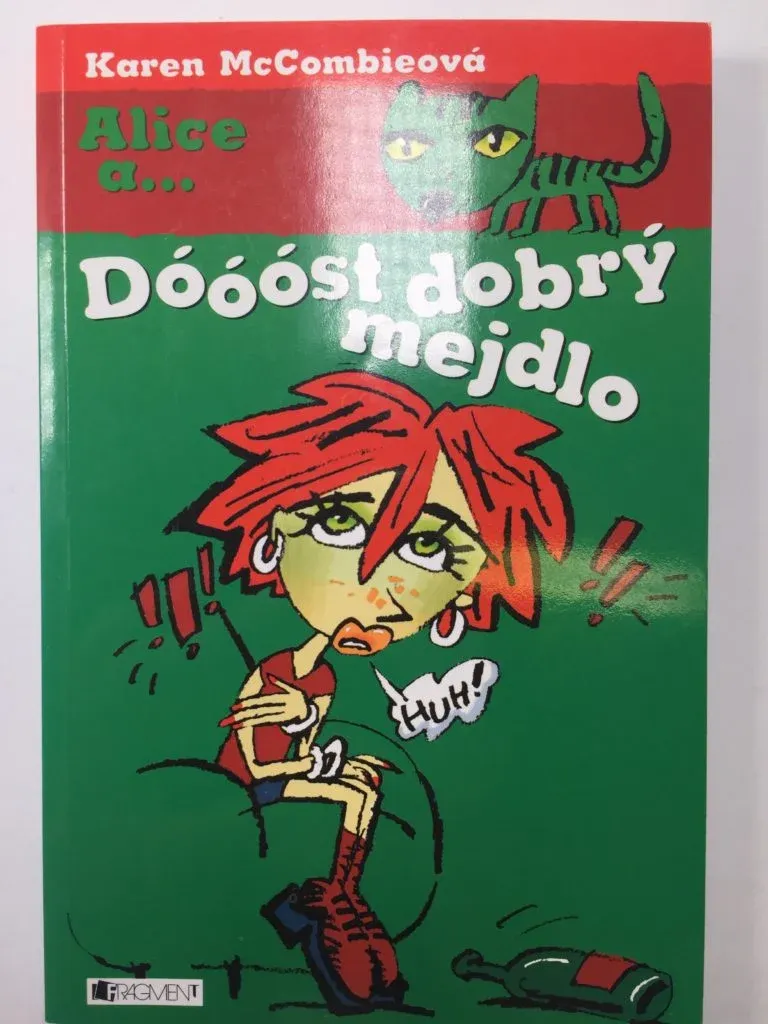 Karen McCombieová
Alice
a...
Dóóóst dobrý
mejdlo
HUH!
FRAGMENT